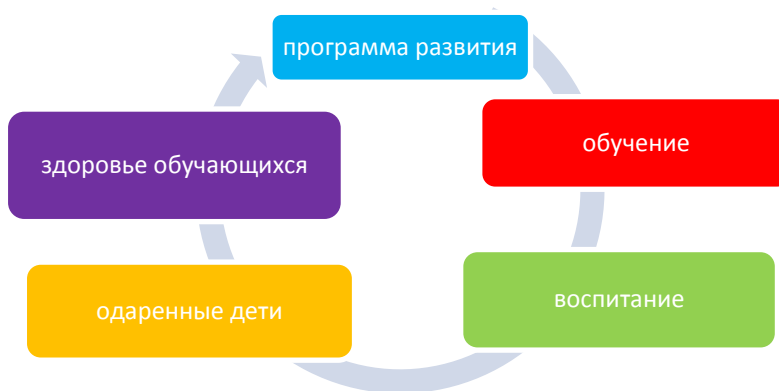 программа развития
обучение
воспитание
одаренные дети
здоровье обучающихся